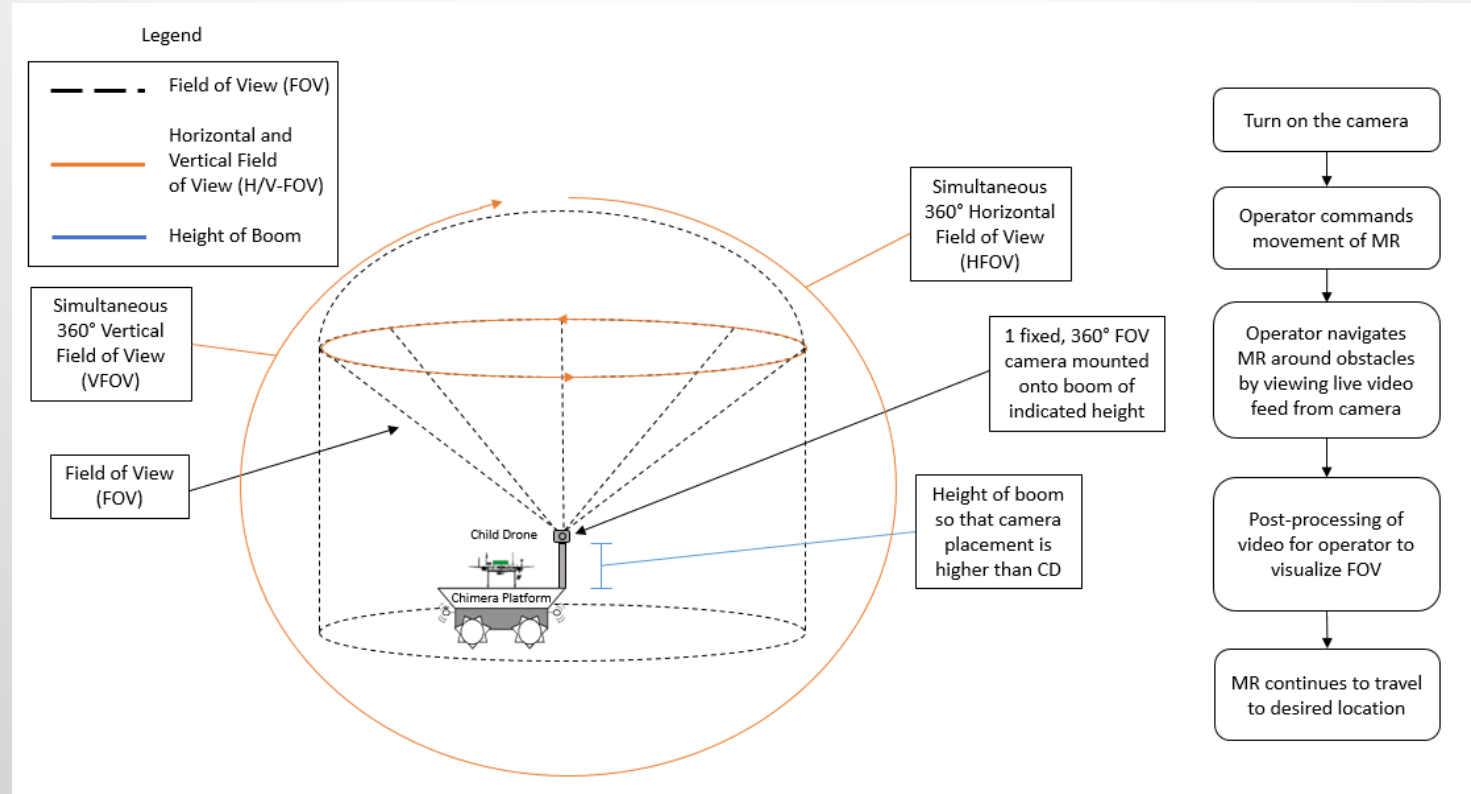 Legend
Field of View (FOV)
Horizontal and
Vertical Field
of View (H/V-FOV)
Height of Boom
Simultaneous
360° Vertical
Field of View
(VFOV)
Field of View
(FOV)
Child Drone
Chimera Platform
Simultaneous
360° Horizontal
Field of View
(HFOV)
1 fixed, 360° FOV
camera mounted
onto boom of
indicated height
Height of boom
so that camera
placement is
higher than CD
Turn on the camera
Operator commands
movement of MR
Operator navigates
MR around obstacles
by viewing live video
feed from camera
Post-processing of
video for operator to
visualize FOV
MR continues to travel
to desired location